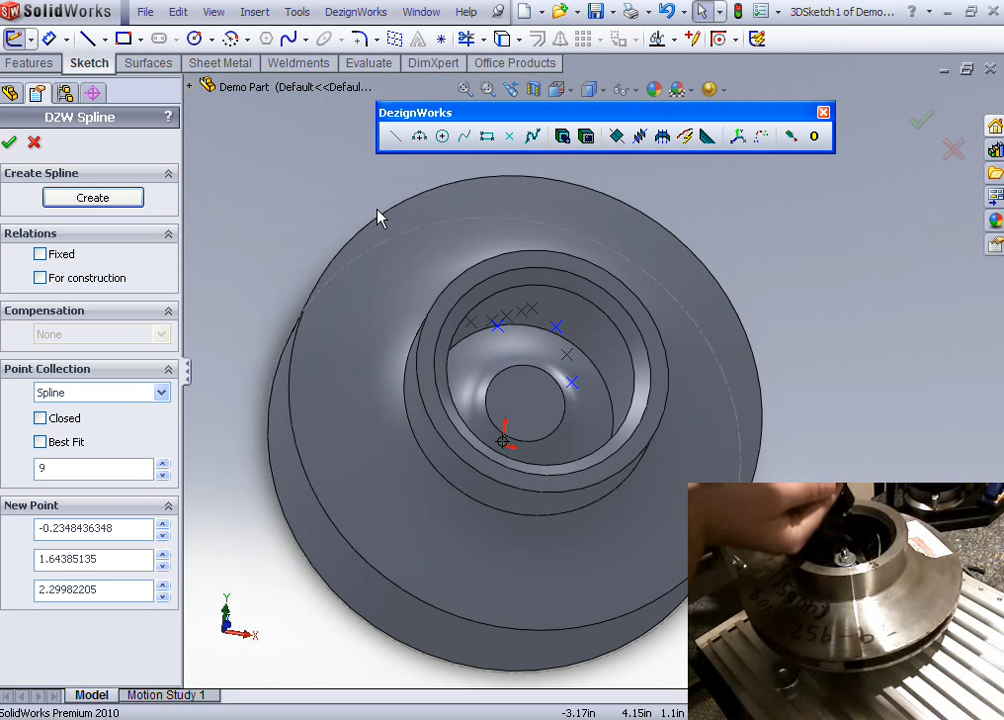 SolidWorks
File Edit View Insert Tools DezignWorks Window Help
3DSketch1 of Demo...
Features Sketch Surfaces Sheet Metal Weldments Evaluate DimXpert Office Products
DZW Spline ?
Demo Part (Default<<Defaul...
DezignWorks
Create Spline
Create
Relations
Fixed
For construction
Compensation
None
Point Collection
Spline
Closed
Best Fit
9
New Point
-0.2348436348
1.64385135
2.29982205
Y
X
Model Motion Study 1
SolidWorks Premium 2010
-3.17in 4.15in 1.1in